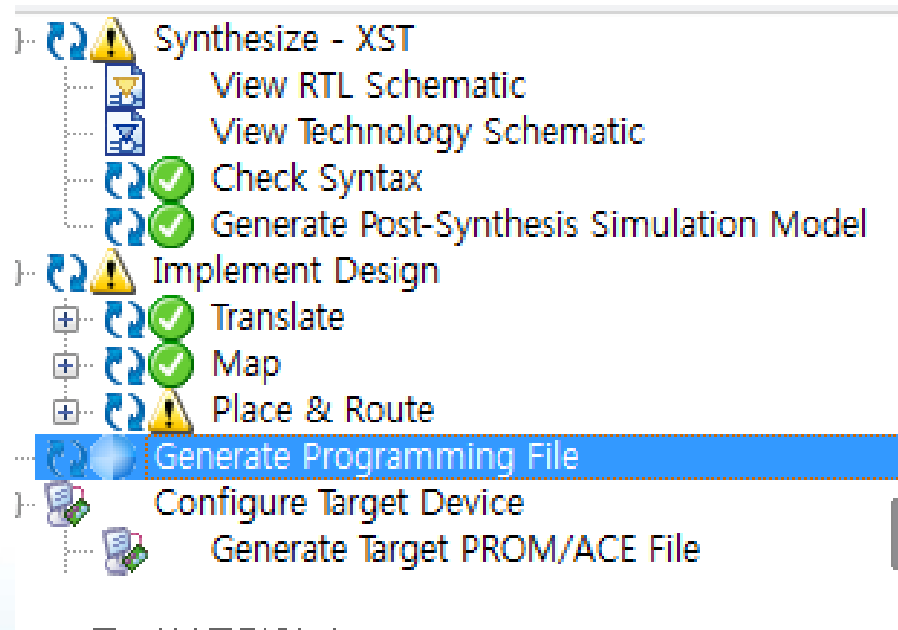 Synthesize - XST
View RTL Schematic
View Technology Schematic
Check Syntax
Generate Post-Synthesis Simulation Model
Implement Design
Translate
Map
Place & Route
Generate Programming File
Configure Target Device
Generate Target PROM/ACE File